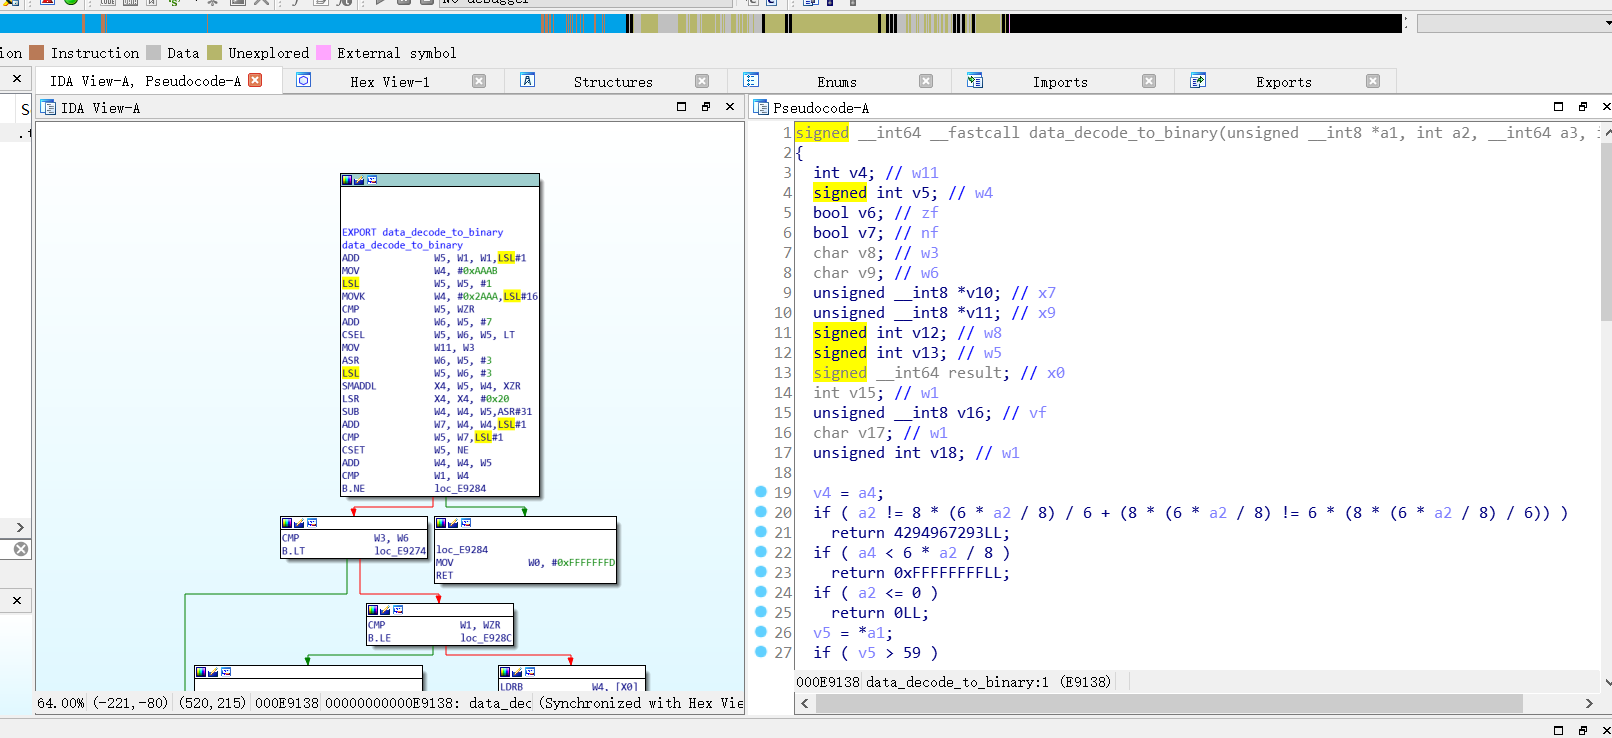 No debugger
ion Instruction Data Unexplored External symbol
IDA View-A, Pseudocode-A Hex View-1 Structures Enums Imports Exports
S
IDA View-A
EXPORT data_decode_to_binary
data_decode_to_binary
ADD W5, W1, W1,LSL#1
MOV W4, #0xAAAB
LSL W5, W5, #1
MOVK W4, #0x2AAA,LSL#16
CMP W5, WZR
ADD W6, W5, #7
CSEL W5, W6, W5, LT
MOV W11, W3
ASR W6, W5, #3
LSL W5, W6, #3
SMADDL X4, W5, W4, XZR
LSR X4, X4, #0x20
SUB W4, W4, W5,ASR#31
ADD W7, W4, W4,LSL#1
CMP W5, W7,LSL#1
CSET W5, NE
ADD W4, W4, W5
CMP W1, W4
B.NE loc_E9284
CMP W3, W6
B.LT loc_E9274
loc_E9284
MOV W0, #0xFFFFFFFD
RET
CMP W1, WZR
B.LE loc_E928C
LDRB W4, [X0]
64.00% (-221,-80) (520,215) 000E9138 00000000000E9138: data_dec (Synchronized with Hex Vie
Pseudocode-A
1 signed __int64 __fastcall data_decode_to_binary(unsigned __int8 *a1, int a2, __int64 a3, i
2 {
3 int v4; // w11
4 signed int v5; // w4
5 bool v6; // zf
6 bool v7; // nf
7 char v8; // w3
8 char v9; // w6
9 unsigned __int8 *v10; // x7
10 unsigned __int8 *v11; // x9
11 signed int v12; // w8
12 signed int v13; // w5
13 signed __int64 result; // x0
14 int v15; // w1
15 unsigned __int8 v16; // vf
16 char v17; // w1
17 unsigned int v18; // w1
18
19 v4 = a4;
20 if ( a2 != 8 * (6 * a2 / 8) / 6 + (8 * (6 * a2 / 8) != 6 * (8 * (6 * a2 / 8) / 6)) )
21 return 4294967293LL;
22 if ( a4 < 6 * a2 / 8 )
23 return 0xFFFFFFFFLL;
24 if ( a2 <= 0 )
25 return 0LL;
26 v5 = *a1;
27 if ( v5 > 59 )
000E9138 data_decode_to_binary:1 (E9138)